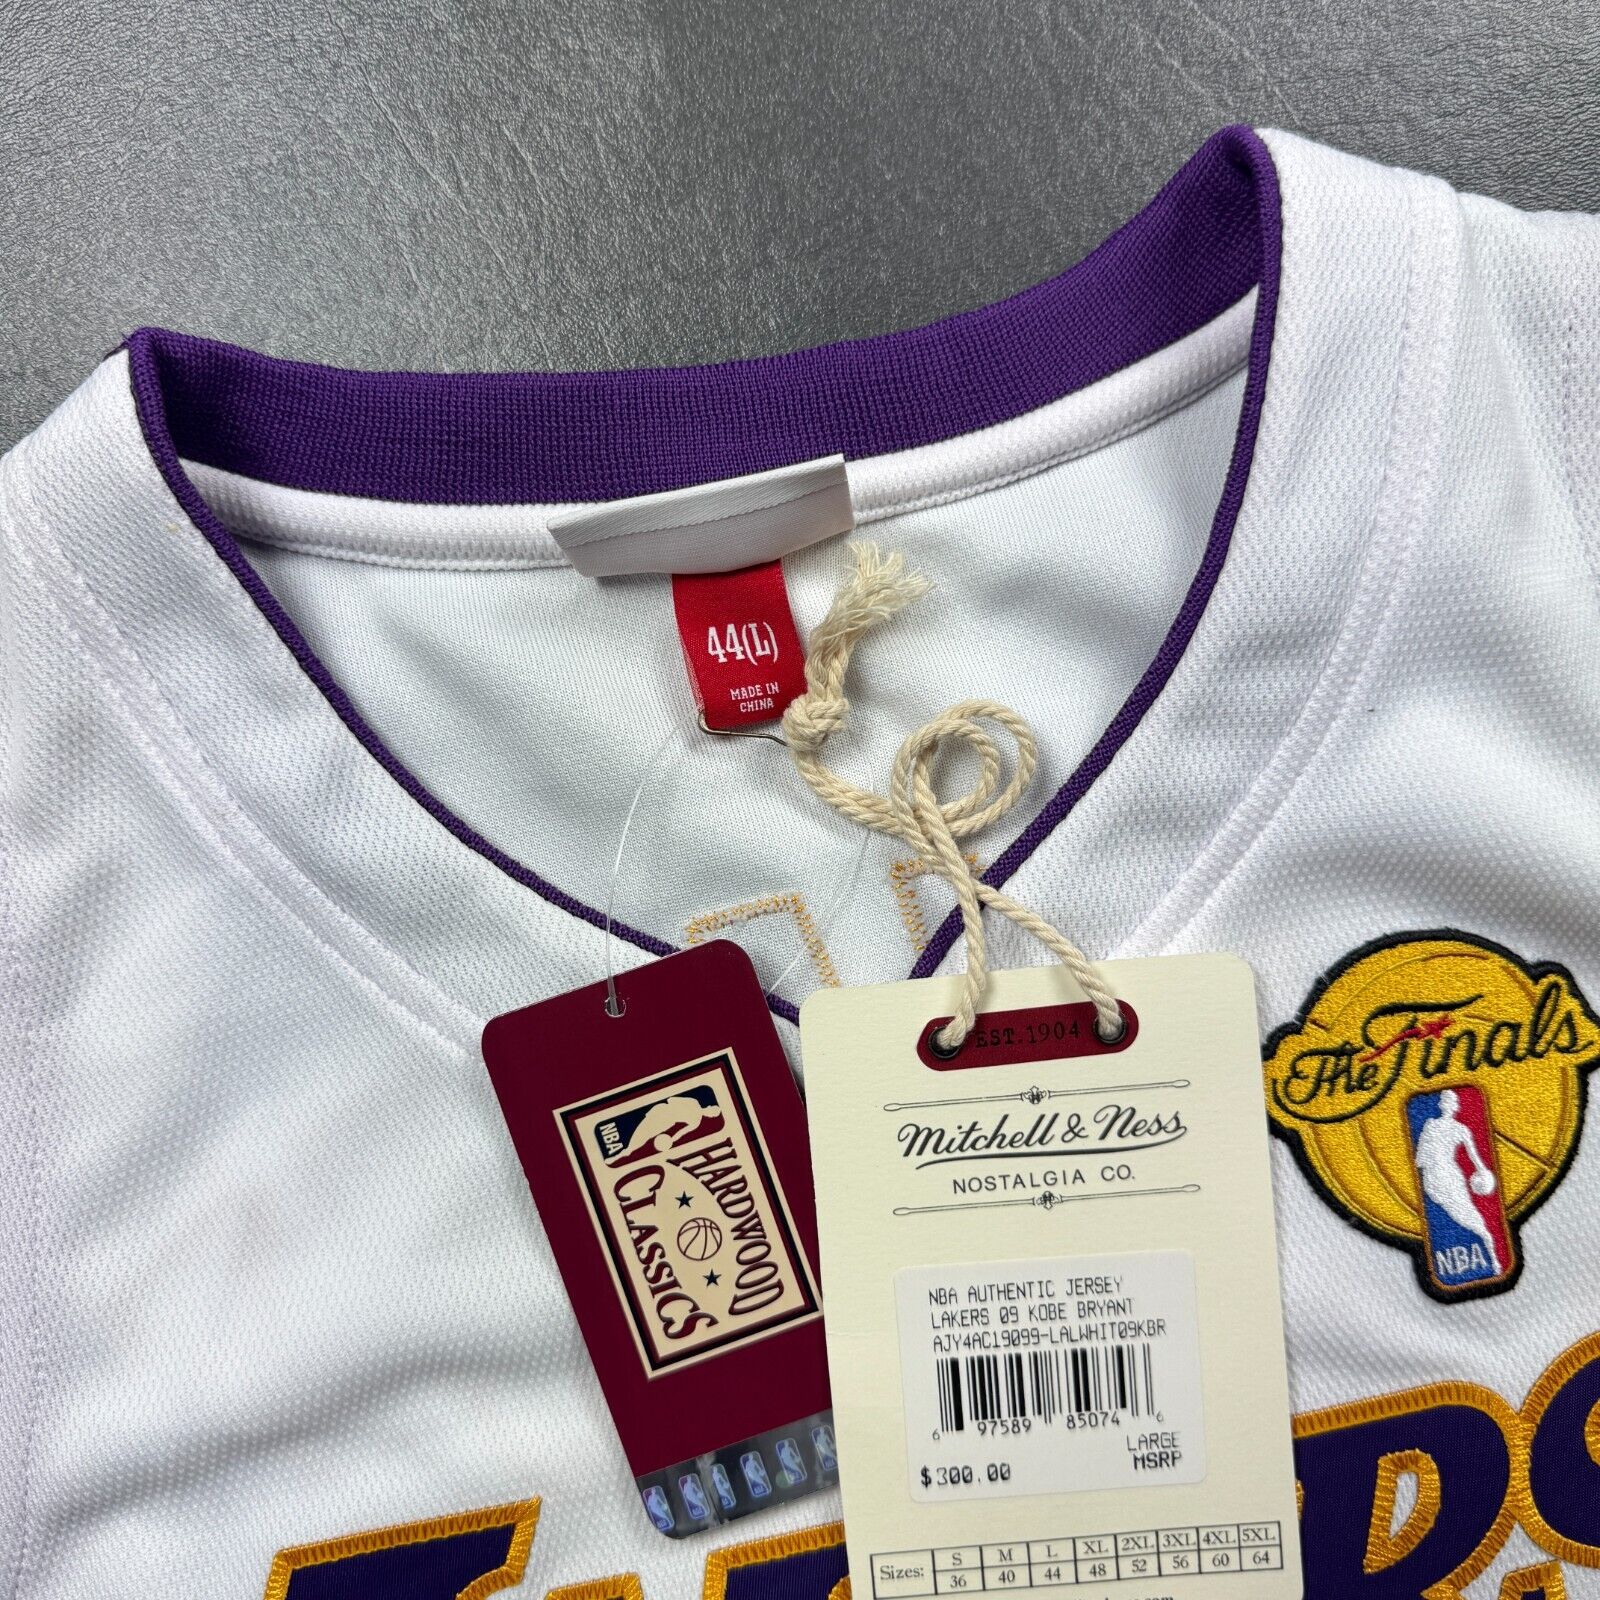 44(L)
MADE IN
CHINA
NBA
HARDWOOD
CLASSICS
EST. 1904
Mitchell & Ness
NOSTALGIA CO.
NBA AUTHENTIC JERSEY
LAKERS 09 KOBE BRYANT
AJY4AC19099-LALWHIT09KBR
6 97589 85074 6
LARGE
$300.00 MSRP
Sizes: S M L XL 2XL 3XL 4XL 5XL
36 40 44 48 52 56 60 64
The Finals
NBA